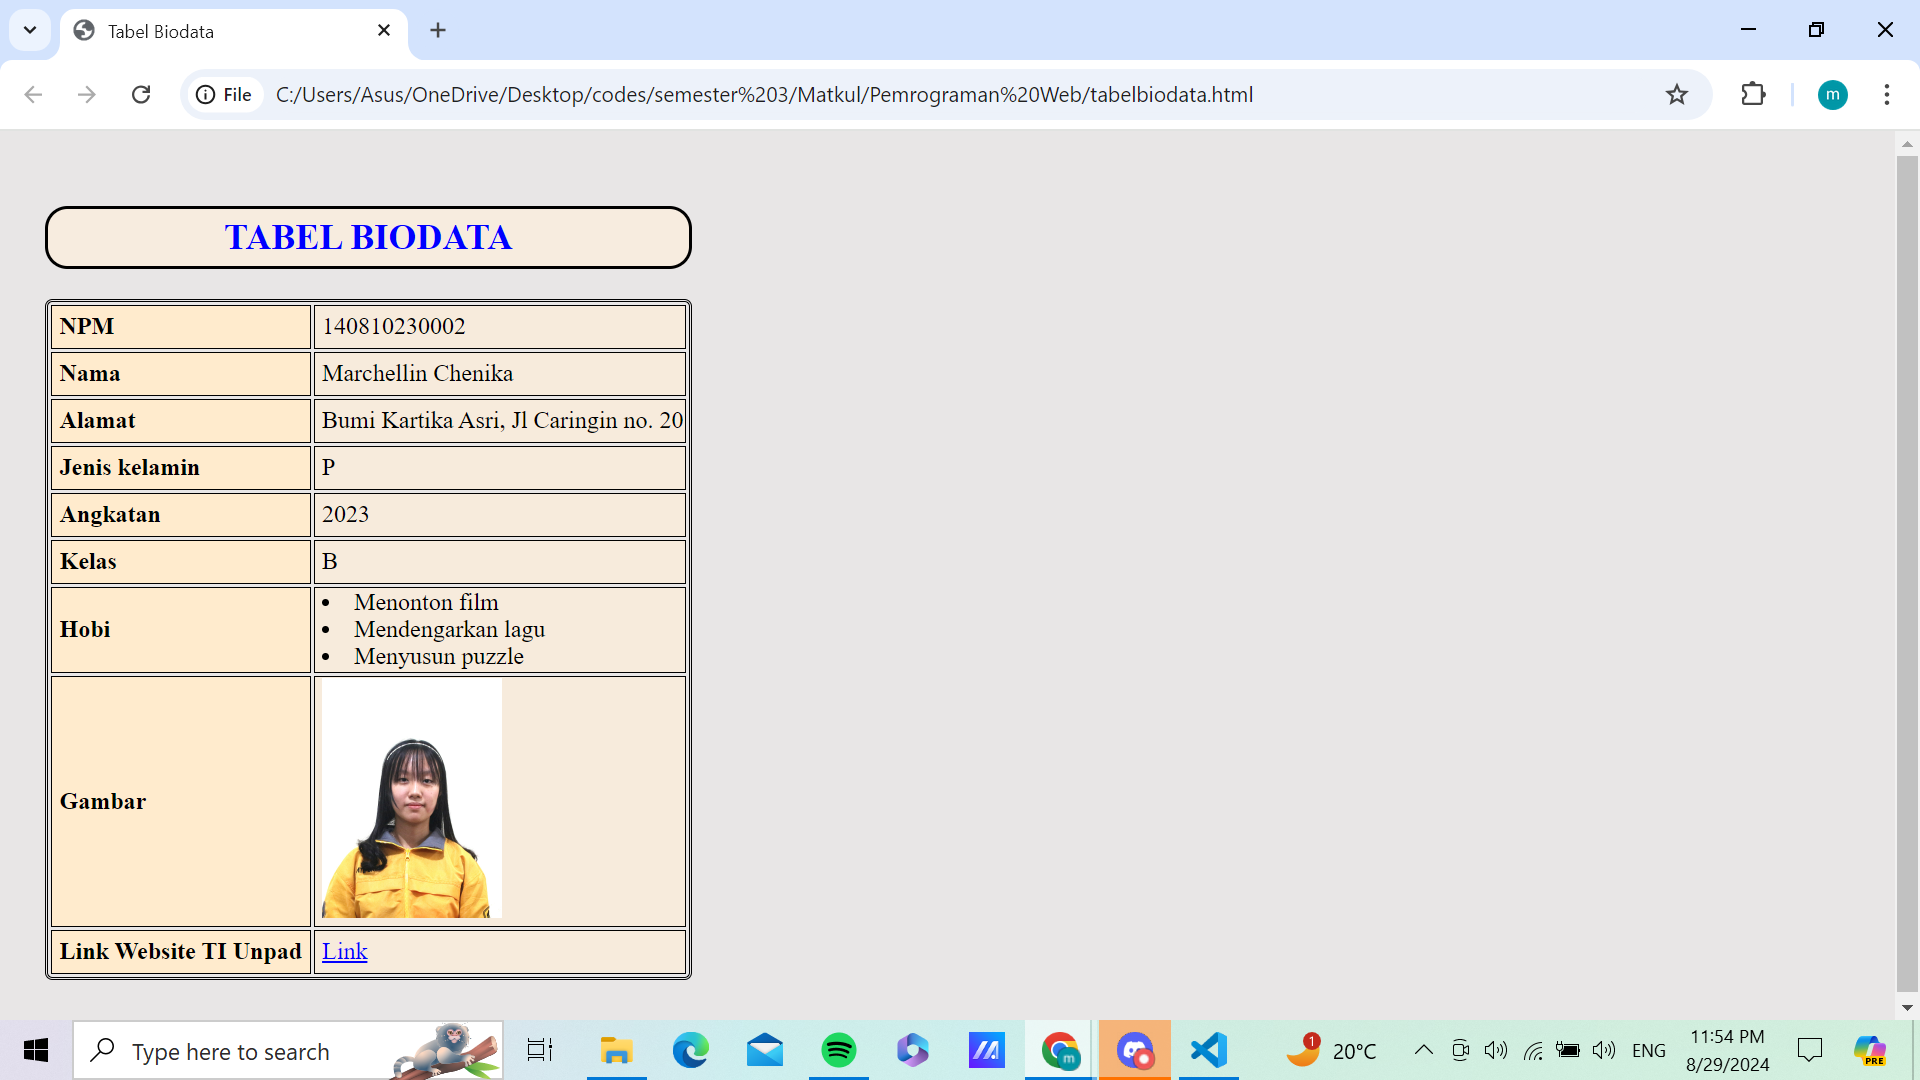 Tabel Biodata
File
C:/Users/Asus/OneDrive/Desktop/codes/semester%203/Matkul/Pemrograman%20Web/tabelbiodata.html
m
TABEL BIODATA
NPM 140810230002
Nama Marchellin Chenika
Alamat Bumi Kartika Asri, Jl Caringin no. 20
Jenis kelamin P
Angkatan 2023
Kelas B
Hobi
• Menonton film
• Mendengarkan lagu
• Menyusun puzzle
Gambar
Link Website TI Unpad Link
Type here to search
m
1
20°C
ENG
11:54 PM
8/29/2024
PRE